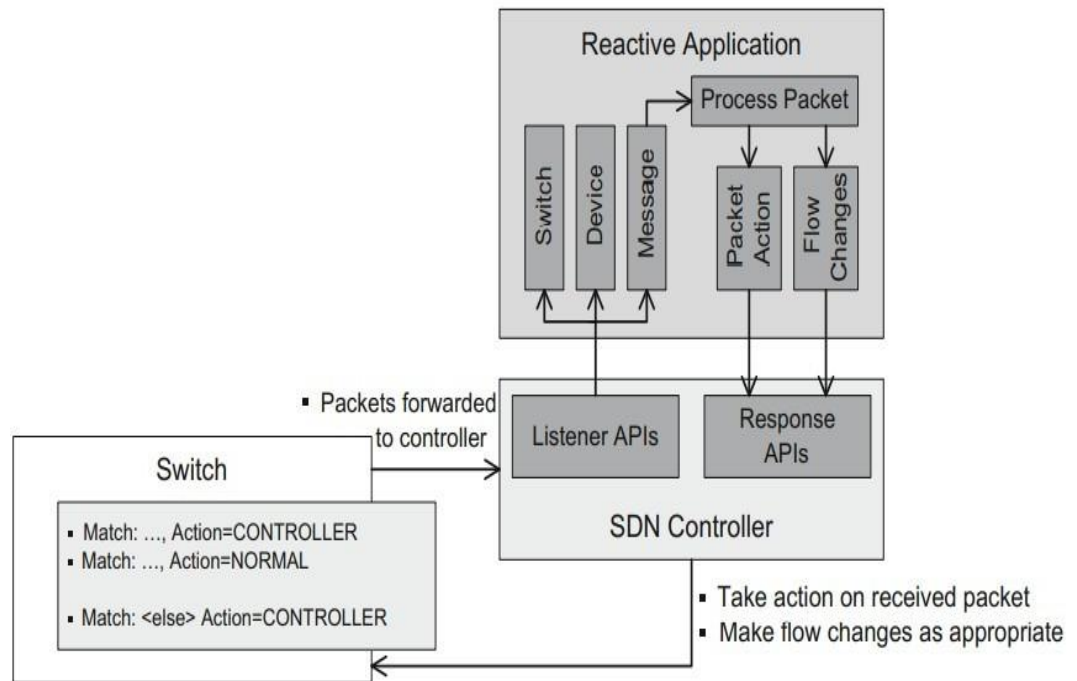 Reactive Application
Process Packet
Switch
Device
Message
Packet
Action
Flow
Changes
▪ Packets forwarded
to controller
Listener APIs
Response
APIs
SDN Controller
Switch
▪ Match: ..., Action=CONTROLLER
▪ Match: ..., Action=NORMAL
▪ Match: <else> Action=CONTROLLER
▪ Take action on received packet
▪ Make flow changes as appropriate